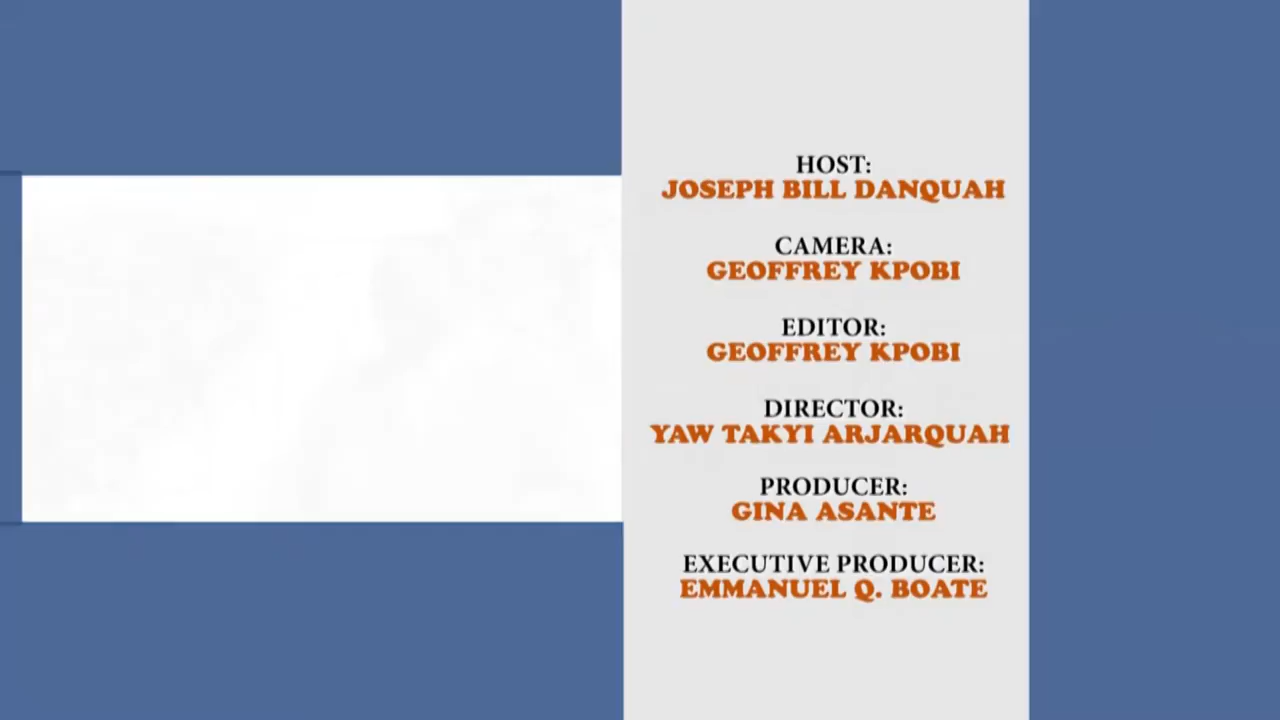 HOST:
JOSEPH BILL DANQUAH
CAMERA:
GEOFFREY KPOBI
EDITOR:
GEOFFREY KPOBI
DIRECTOR:
YAW TAKYI ARJARQUAH
PRODUCER:
GINA ASANTE
EXECUTIVE PRODUCER:
EMMANUEL Q. BOATE